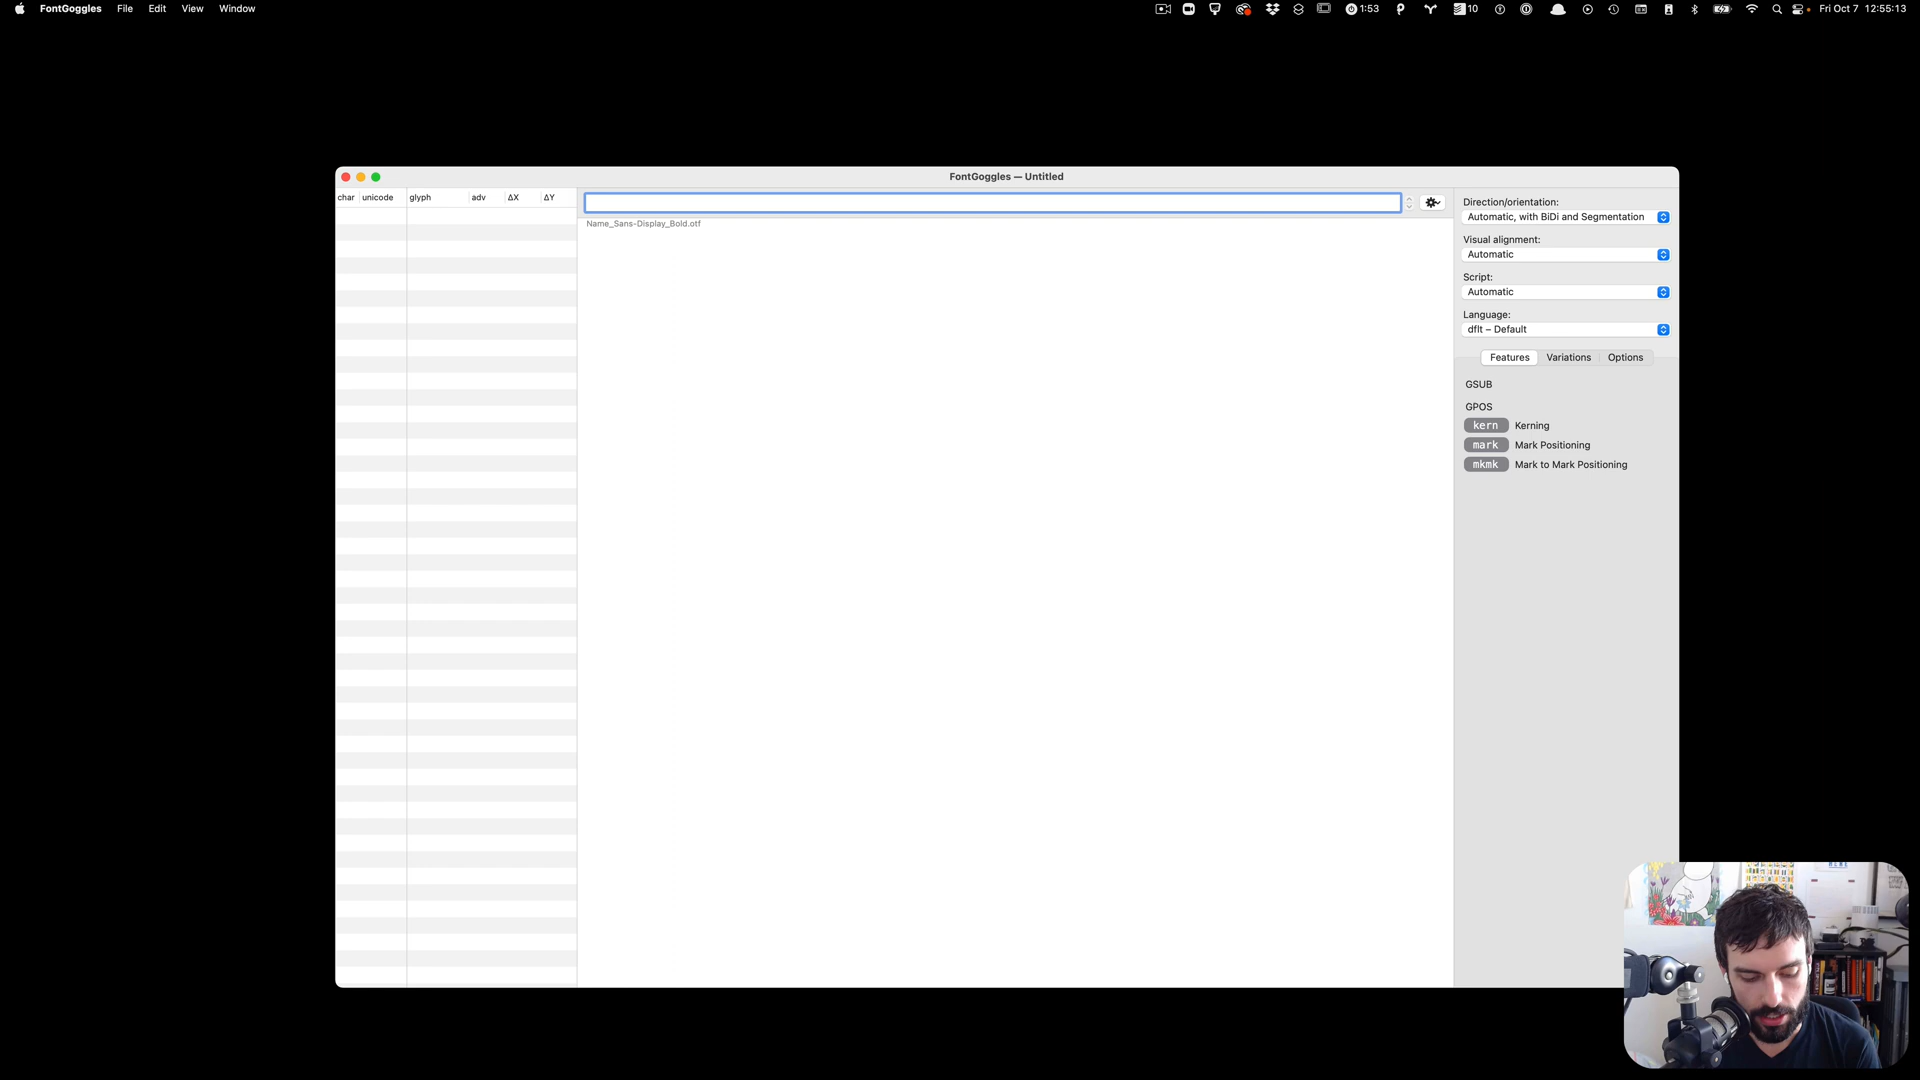 FontGoggles File Edit View Window
1:53
10
Fri Oct 7 12:55:13
FontGoggles — Untitled
char unicode glyph adv ΔX ΔY
Name_Sans-Display_Bold.otf
Direction/orientation:
Automatic, with BiDi and Segmentation
Visual alignment:
Automatic
Script:
Automatic
Language:
dflt – Default
Features Variations Options
GSUB
GPOS
kern Kerning
mark Mark Positioning
mkmk Mark to Mark Positioning